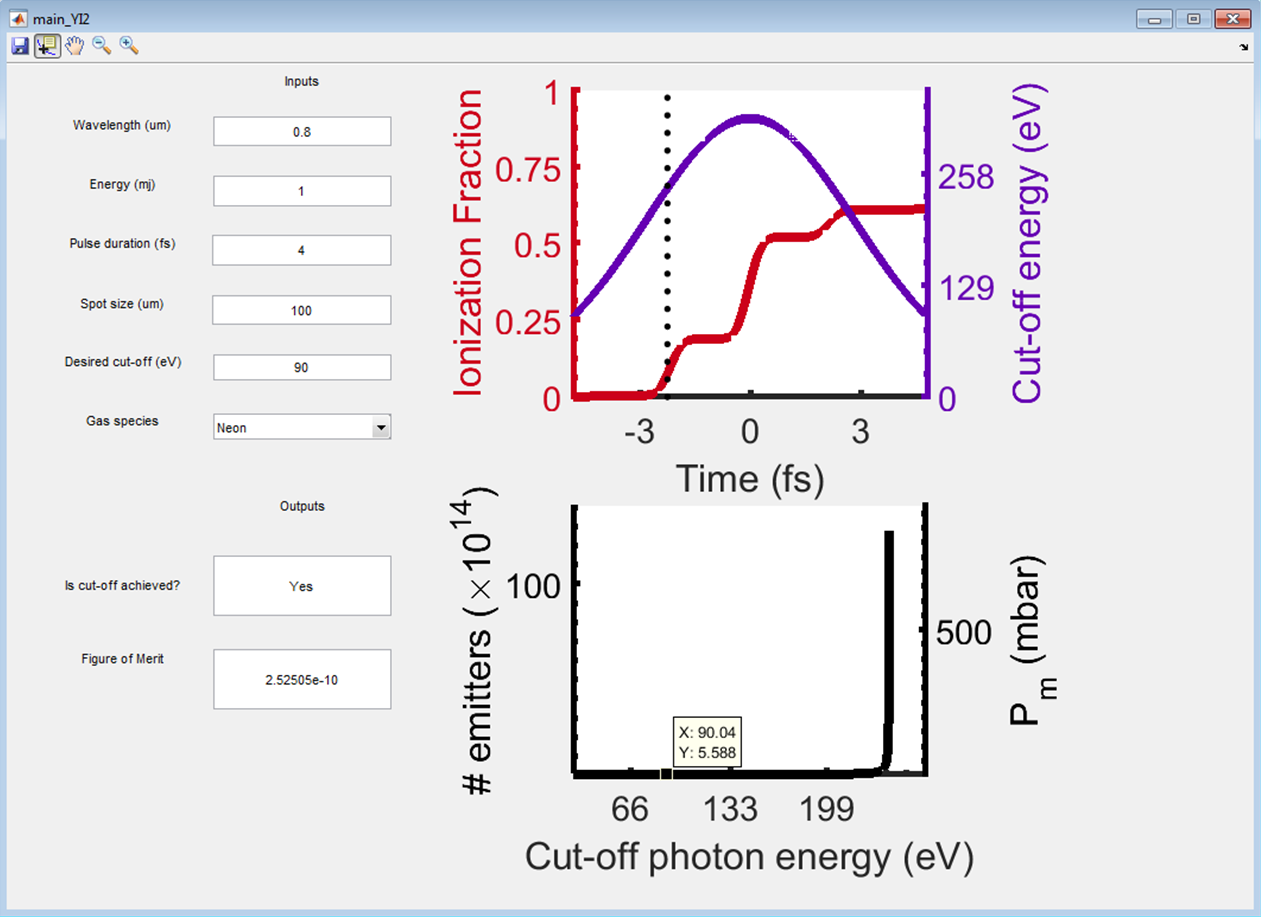 main_YI2
Inputs
Wavelength (um)
0.8
Energy (mj)
1
Pulse duration (fs)
4
Spot size (um)
100
Desired cut-off (eV)
90
Gas species
Neon
Outputs
Is cut-off achieved?
Yes
Figure of Merit
2.52505e-10
Ionization Fraction
1
0.75
0.5
0.25
0
-3 0 3
Time (fs)
258
129
0
Cut-off energy (eV)
# emitters (×10^14)
100
X: 90.04
Y: 5.588
66 133 199
Cut-off photon energy (eV)
500
P_m (mbar)